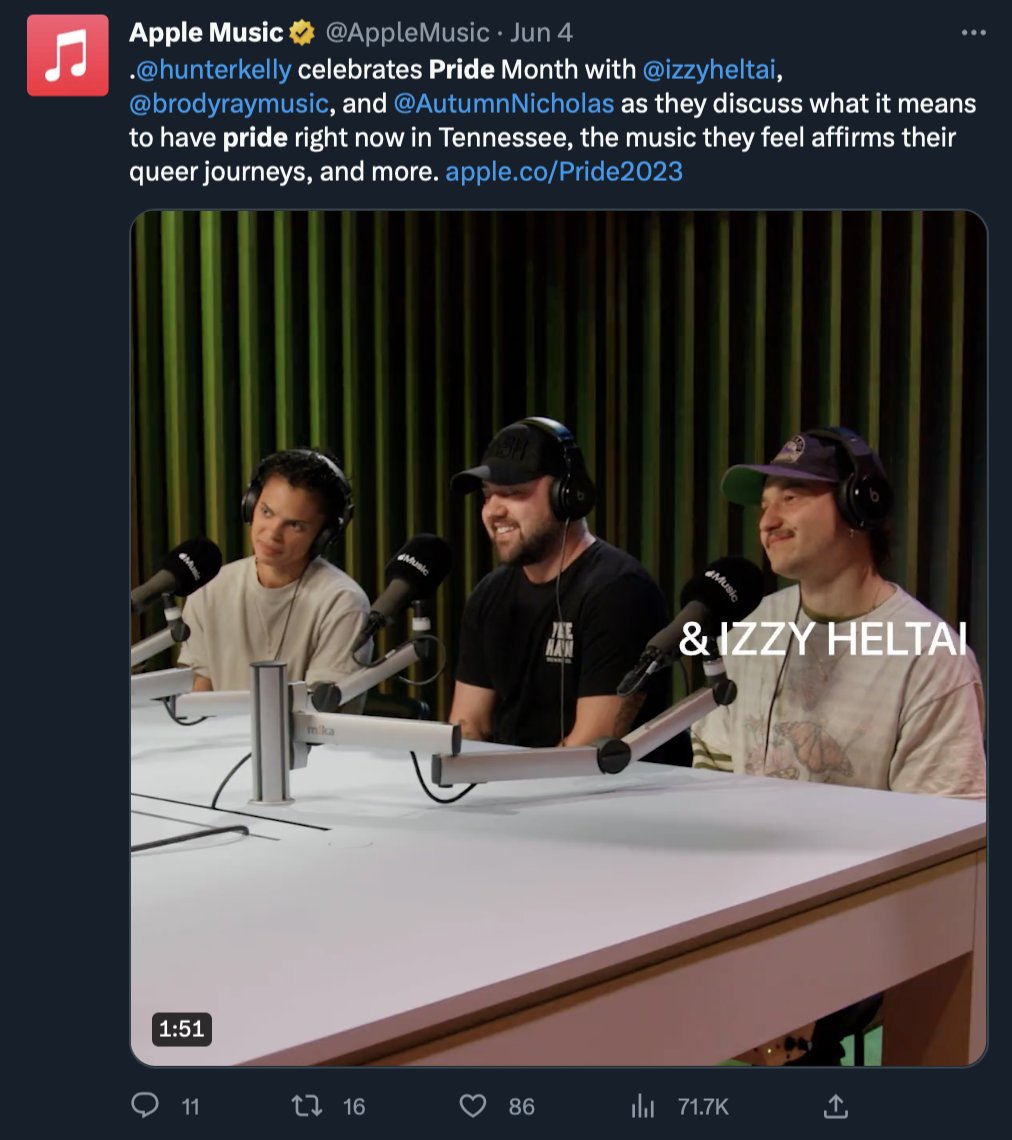 Apple Music @AppleMusic · Jun 4
.@hunterkelly celebrates Pride Month with @izzyheltai,
@brodyraymusic, and @AutumnNicholas as they discuss what it means
to have pride right now in Tennessee, the music they feel affirms their
queer journeys, and more. apple.co/Pride2023
Music
Music
Music
& IZZY HELTAI
mika
1:51
11 16 86 71.7K